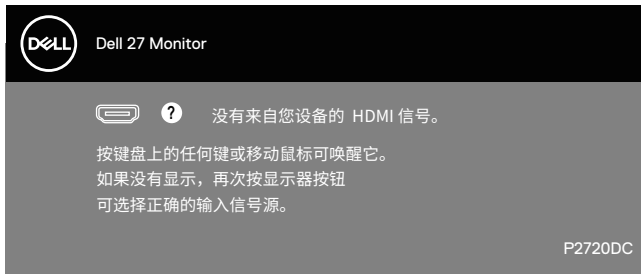 DELL
Dell 27 Monitor
? 没有来自您设备的 HDMI 信号。
按键盘上的任何键或移动鼠标可唤醒它。
如果没有显示，再次按显示器按钮
可选择正确的输入信号源。
P2720DC